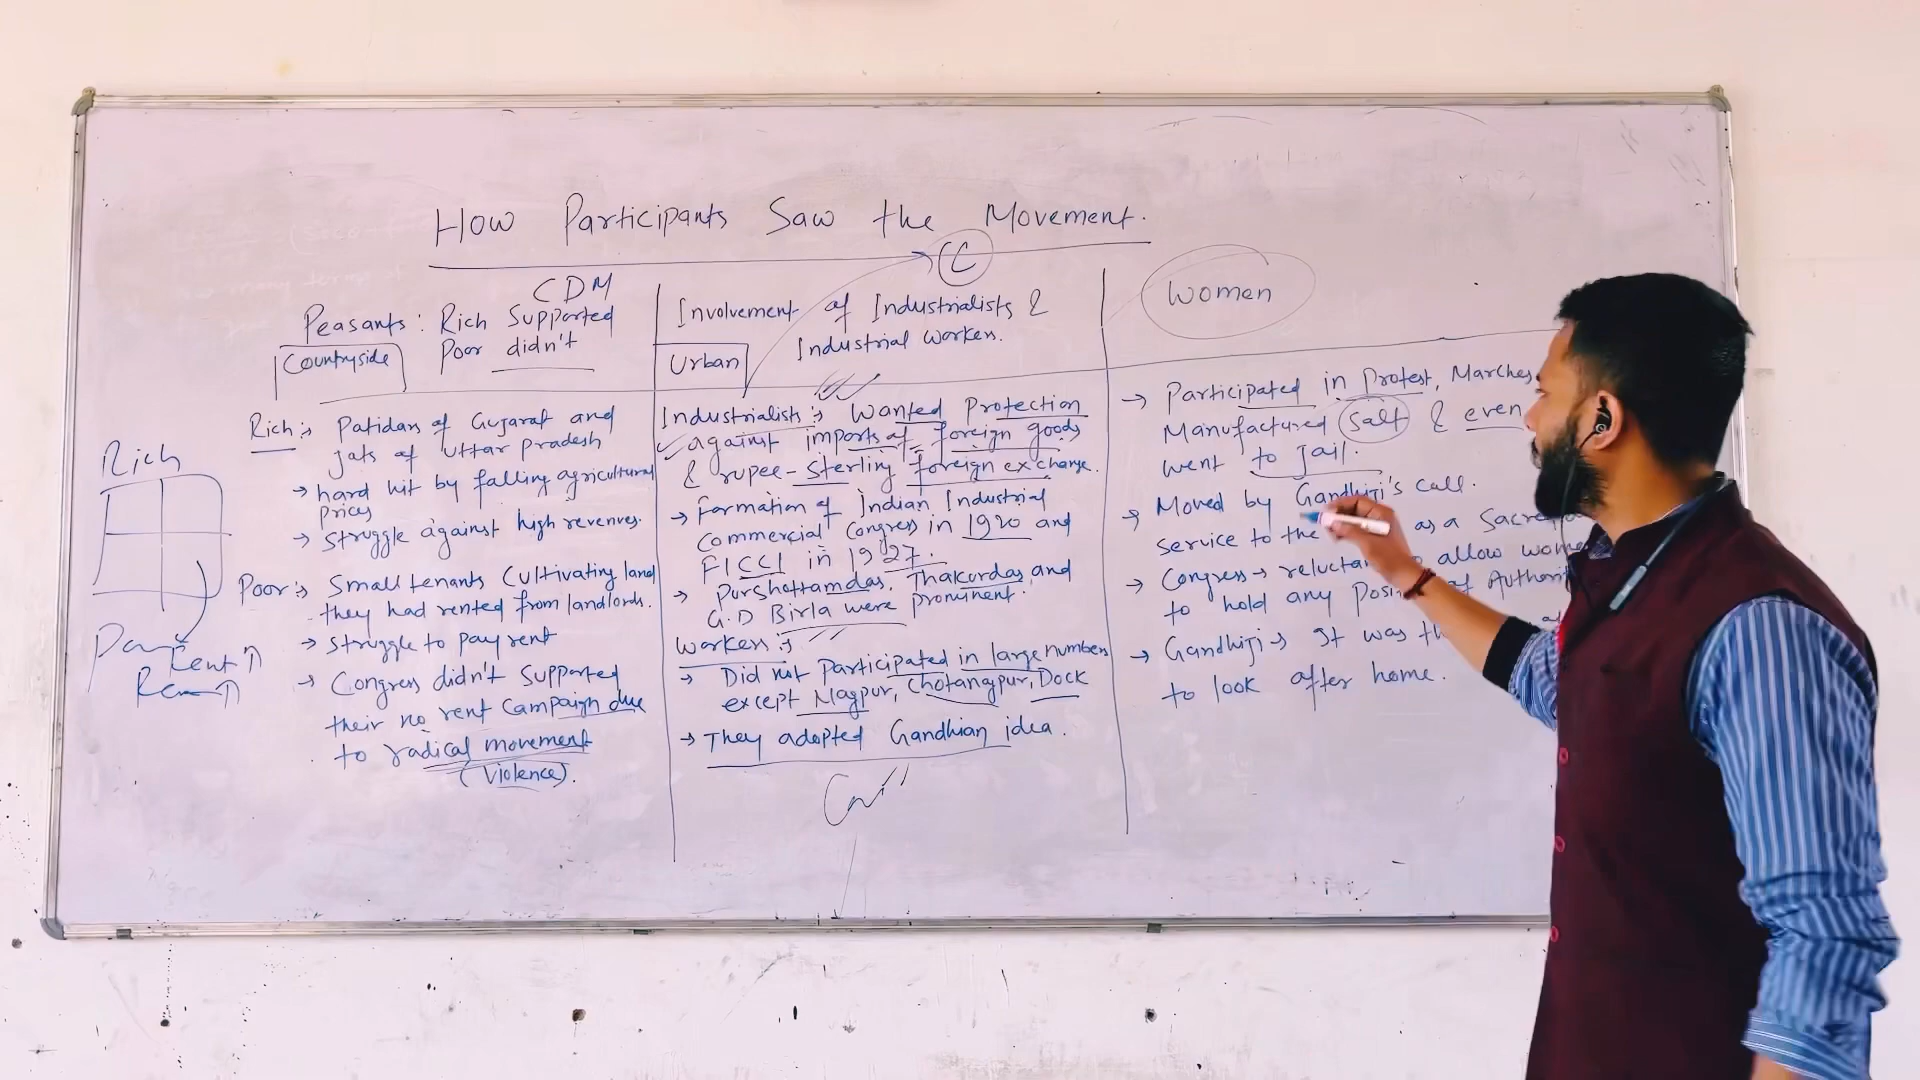 How Participants Saw the Movement.
C
CDM
Peasants: Rich Supported
Poor didn't
Countryside
Rich:
Patidars of Gujarat and
jats of Uttar pradesh
→ hard hit by falling agricultural
prices
→ Struggle against high revenues.
Poor: Small tenants Cultivating land
they had rented from landlords.
→ Struggle to pay rent
→ Congress didn't Supported
their no rent campaign due
to radical movement
(violence).
Rich
Rent↑
Involvement of Industrialists &
Industrial workers.
Urban
Industrialists: Wanted Protection
against imports of foreign goods
& rupee-Sterling foreign exchange.
→ Formation of Indian Industrial
Commercial Congress in 1920 and
FICCI in 1927.
→ Purshottamdas, Thakurdas and
G.D Birla were prominent.
Workers:
→ Did not Participated in large numbers
except Nagpur, Chotanagpur, Dock
→ They adopted Gandhian idea.
Women
→ Participated in Protest, Marches
Manufactured Salt & even
went to Jail.
→ Moved by Gandhiji's call.
Service to the as a Sacred
→ Congress → to allow
to hold any of
→ Gandhiji → It was
to look after home.